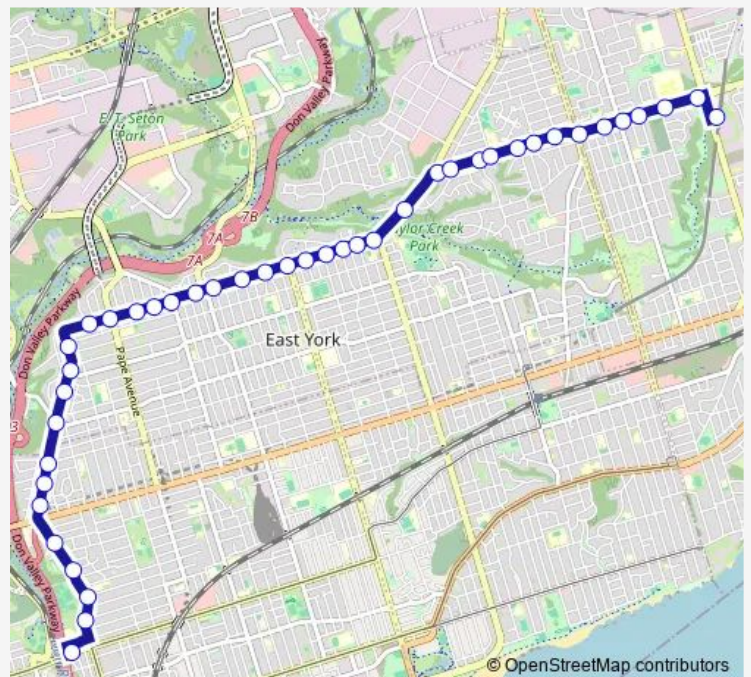 E. T. Seton
Park
Don Valley Parkway
7B
7A
7A
Taylor Creek
Park
Don Valley Parkway
East York
Pape Avenue
Don Valley Parkway
© OpenStreetMap contributors